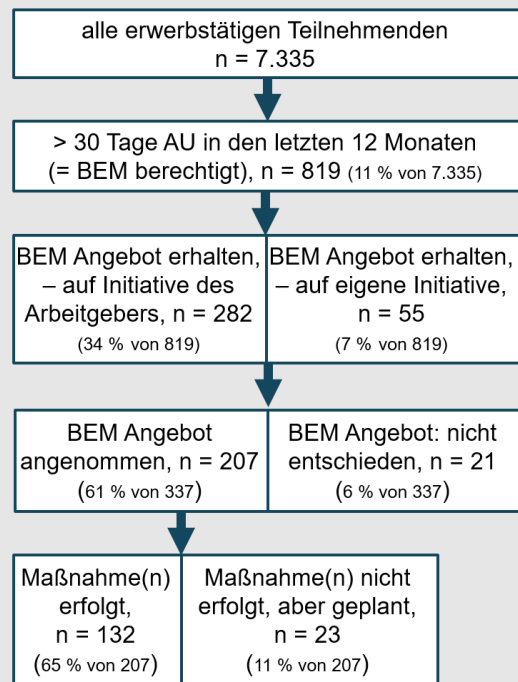 alle erwerbstätigen Teilnehmenden
n = 7.335
> 30 Tage AU in den letzten 12 Monaten
(= BEM berechtigt), n = 819 (11 % von 7.335)
BEM Angebot erhalten,
– auf Initiative des
Arbeitgebers, n = 282
(34 % von 819)
BEM Angebot erhalten,
– auf eigene Initiative,
n = 55
(7 % von 819)
BEM Angebot
angenommen, n = 207
(61 % von 337)
BEM Angebot: nicht
entschieden, n = 21
(6 % von 337)
Maßnahme(n)
erfolgt,
n = 132
(65 % von 207)
Maßnahme(n) nicht
erfolgt, aber geplant,
n = 23
(11 % von 207)